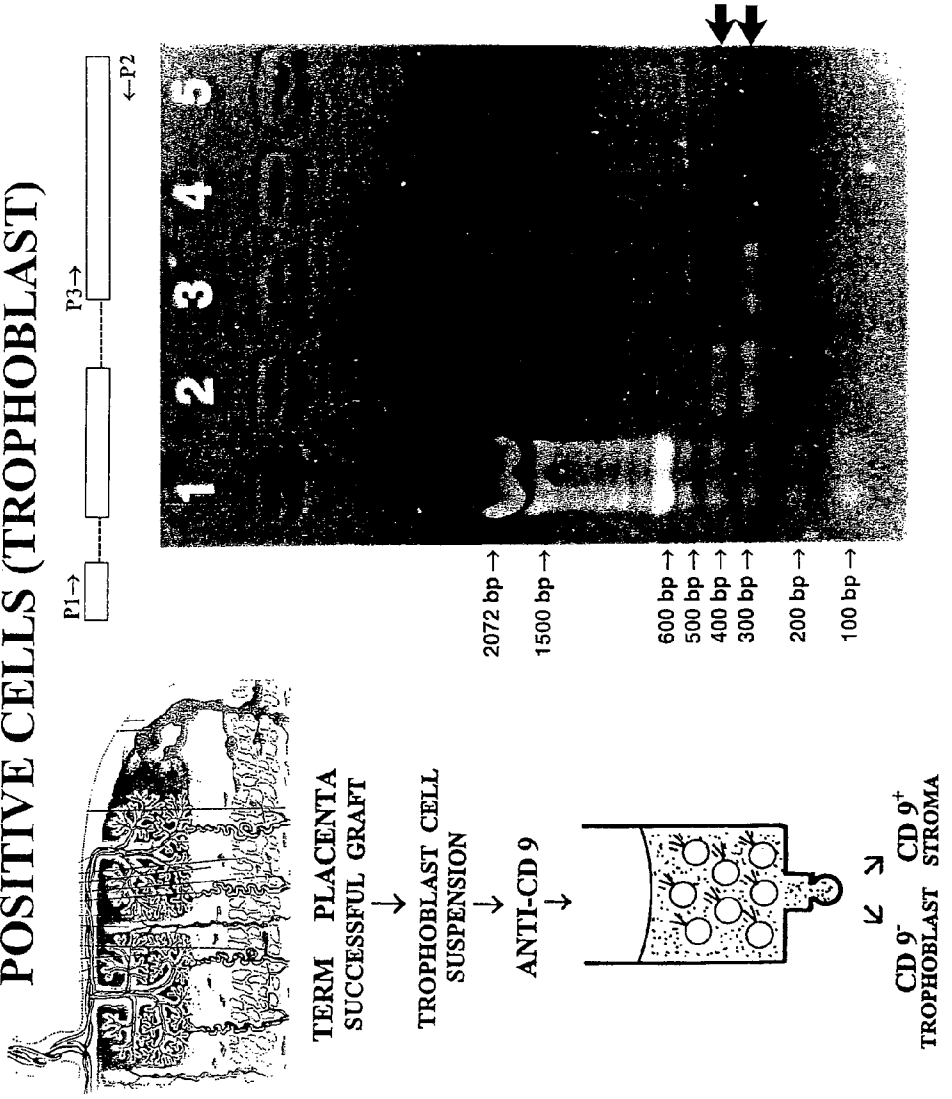 POSITIVE CELLS (TROPHOBLAST)
TERM PLACENTA
SUCCESSFUL GRAFT
↓
TROPHOBLAST CELL
SUSPENSION
↓
ANTI-CD 9
↓
CD 9-
TROPHOBLAST
CD 9+
STROMA
P1→
P3→
←P2
1 2 3 4 5
2072 bp →
1500 bp →
600 bp →
500 bp →
400 bp →
300 bp →
200 bp →
100 bp →